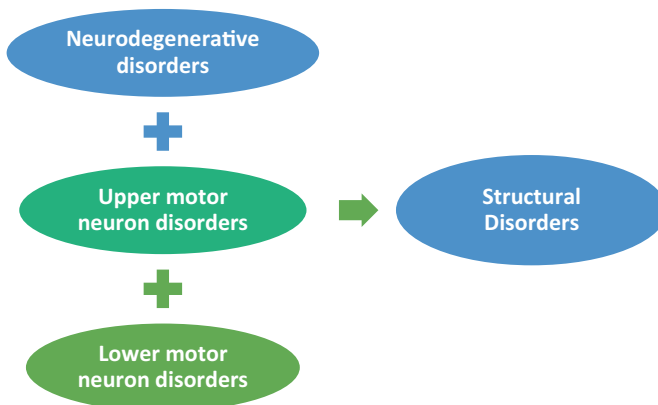 Neurodegenerative
disorders
Upper motor
neuron disorders
Structural
Disorders
Lower motor
neuron disorders